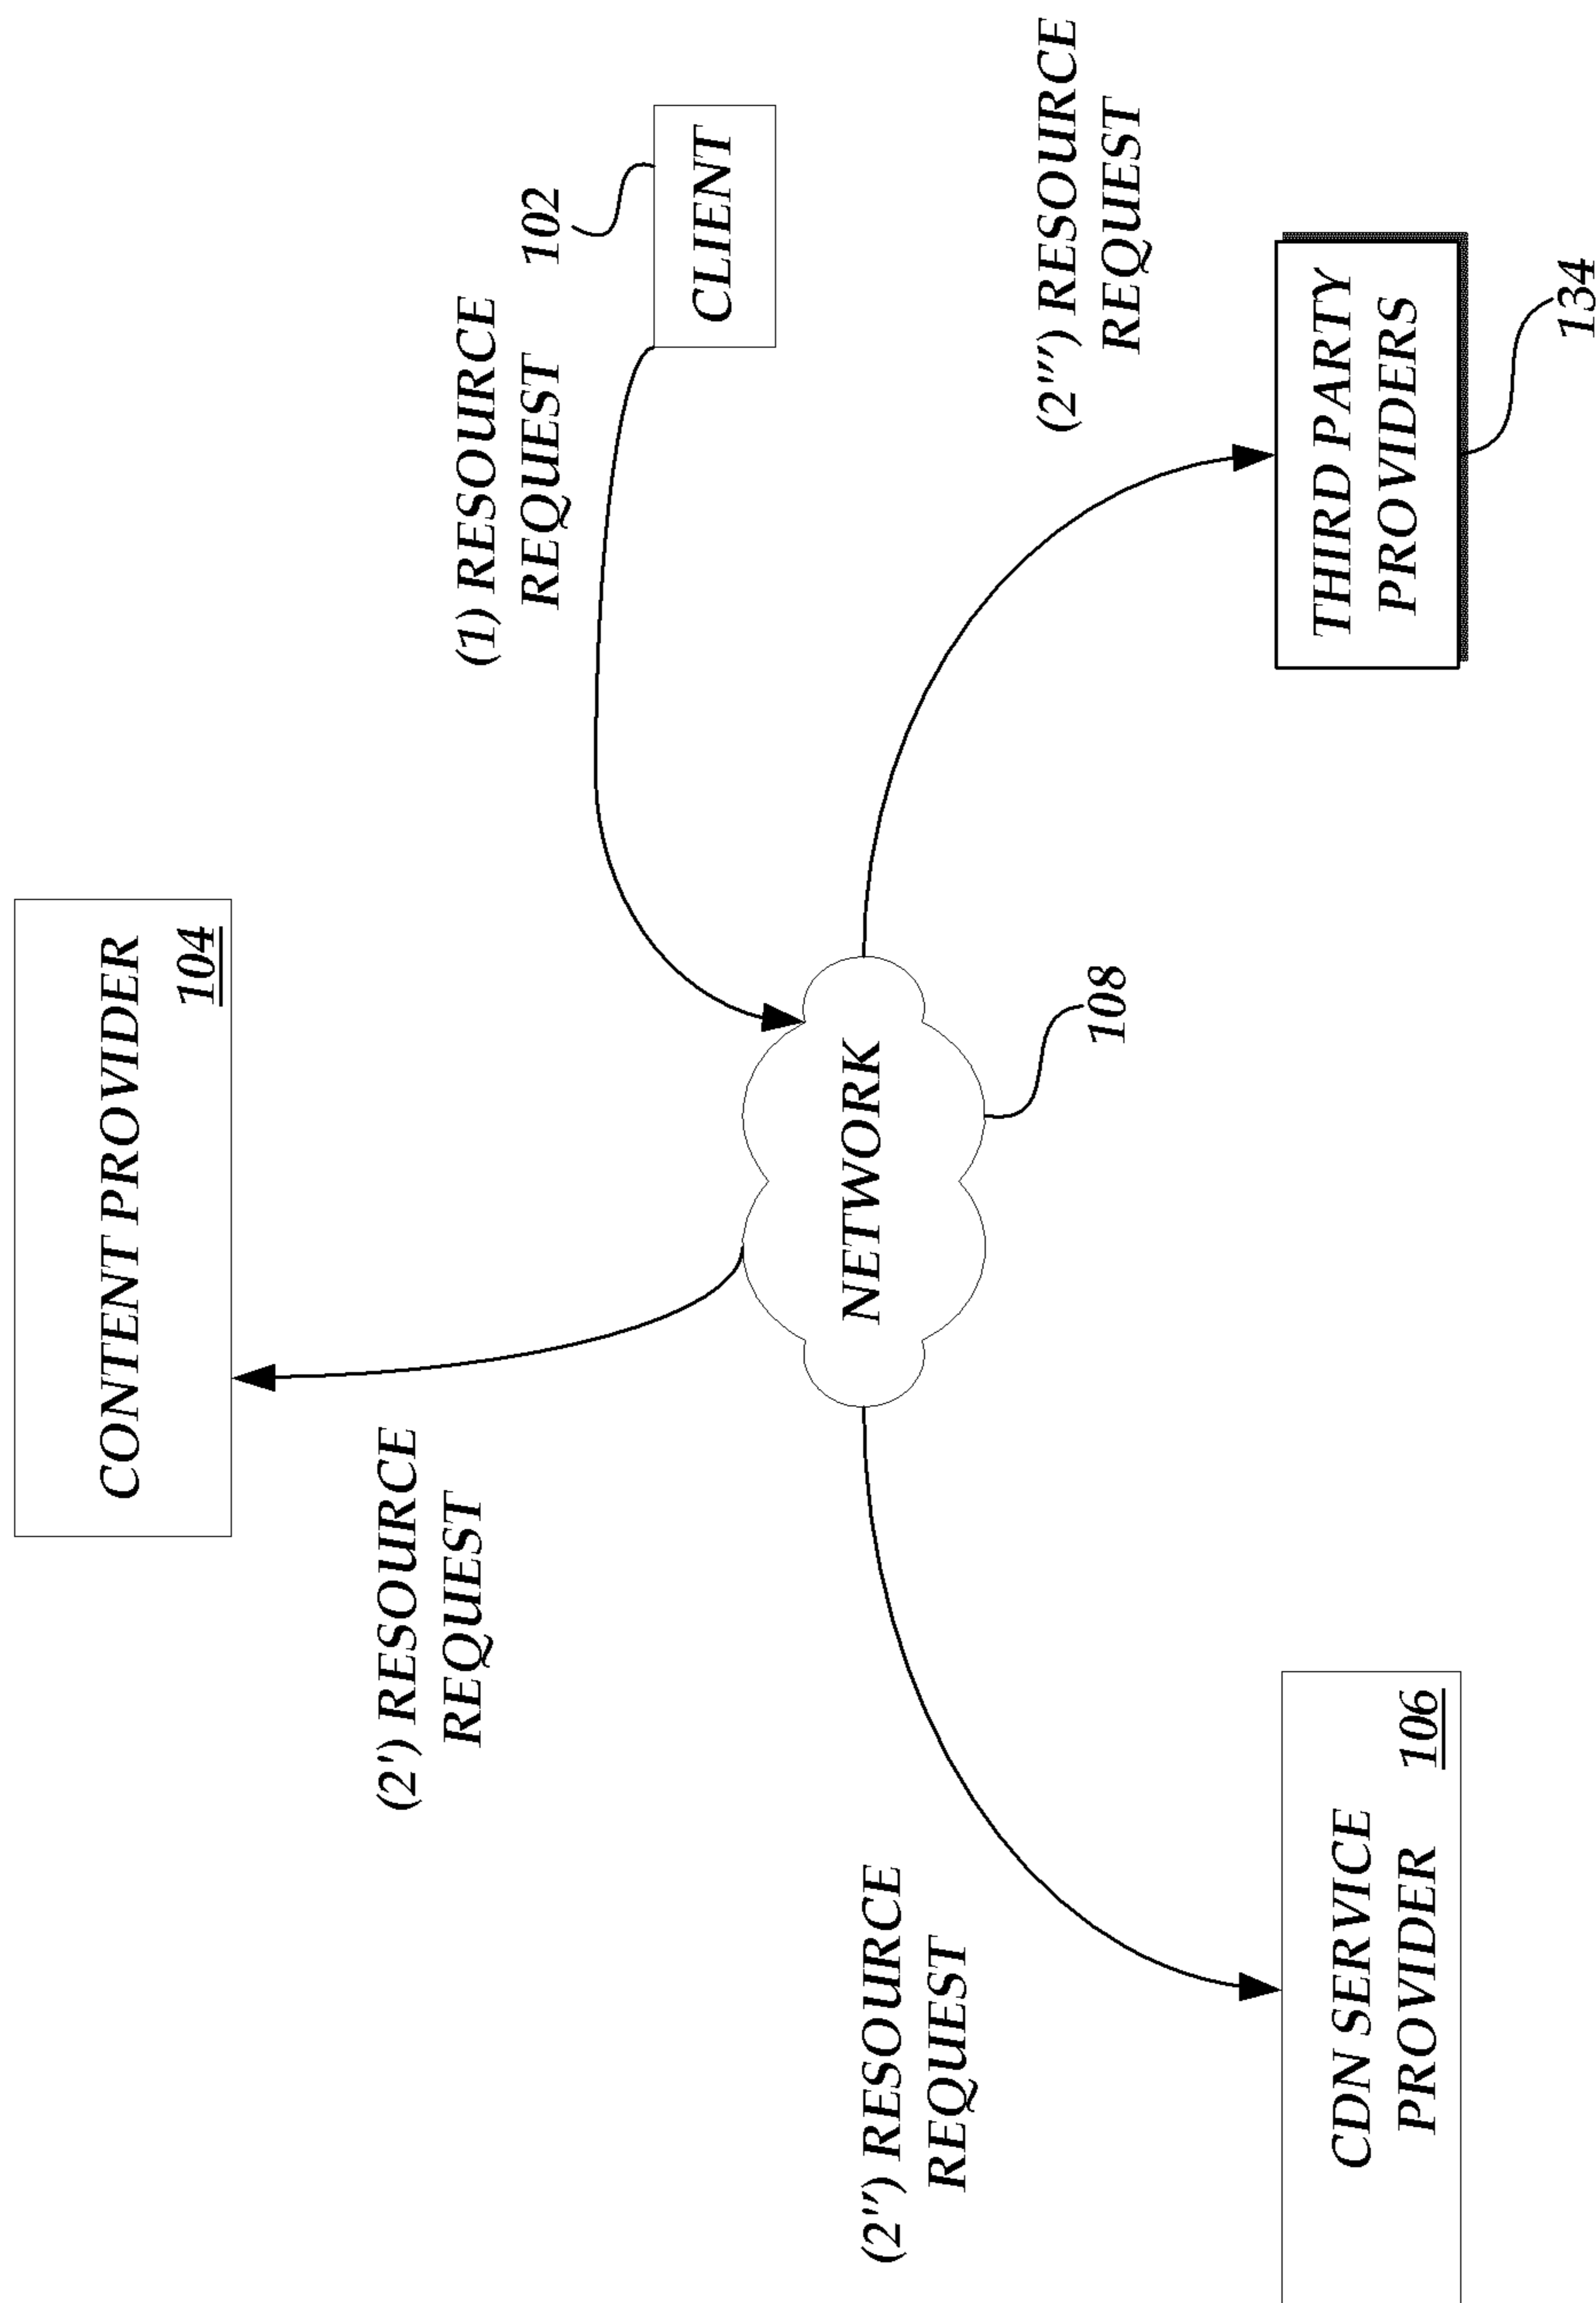 CONTENT PROVIDER
104
(2') RESOURCE
REQUEST
(1) RESOURCE
REQUEST
102
CLIENT
NETWORK
108
(2'') RESOURCE
REQUEST
(2''') RESOURCE
REQUEST
CDN SERVICE
PROVIDER
106
THIRD PARTY
PROVIDERS
134